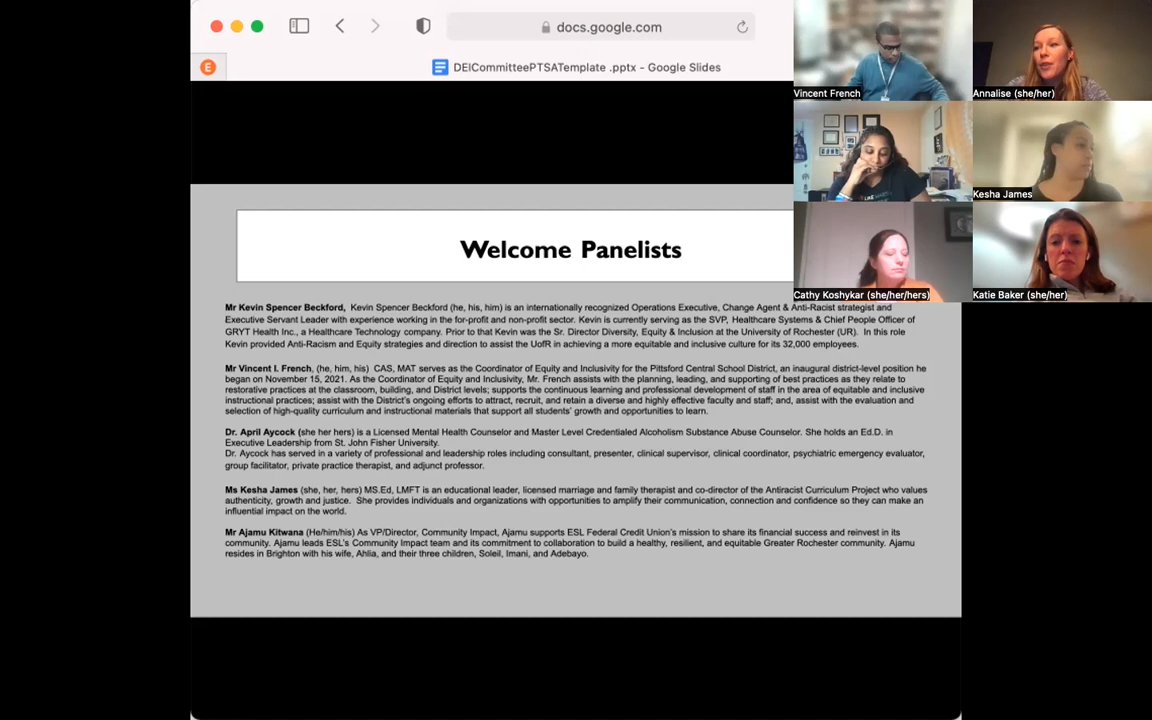 docs.google.com
E
DEICommitteePTSATemplate .pptx - Google Slides
Vincent French
Annalise (she/her)
Kesha James
Cathy Koshykar (she/her/hers)
Katie Baker (she/her)
Welcome Panelists
Mr Kevin Spencer Beckford, Kevin Spencer Beckford (he, his, him) is an internationally recognized Operations Executive, Change Agent & Anti-Racist strategist and
Executive Servant Leader with experience working in the for-profit and non-profit sector. Kevin is currently serving as the SVP, Healthcare Systems & Chief People Officer of
GRYT Health Inc., a Healthcare Technology company. Prior to that Kevin was the Sr. Director Diversity, Equity & Inclusion at the University of Rochester (UR). In this role
Kevin provided Anti-Racism and Equity strategies and direction to assist the UofR in achieving a more equitable and inclusive culture for its 32,000 employees.
Mr Vincent I. French, (he, him, his) CAS, MAT serves as the Coordinator of Equity and Inclusivity for the Pittsford Central School District, an inaugural district-level position he
began on November 15, 2021. As the Coordinator of Equity and Inclusivity, Mr. French assists with the planning, leading, and supporting of best practices as they relate to
restorative practices at the classroom, building, and District levels; supports the continuous learning and professional development of staff in the area of equitable and inclusive
instructional practices; assist with the District's ongoing efforts to attract, recruit, and retain a diverse and highly effective faculty and staff; and, assist with the evaluation and
selection of high-quality curriculum and instructional materials that support all students' growth and opportunities to learn.
Dr. April Aycock (she her hers) is a Licensed Mental Health Counselor and Master Level Credentialed Alcoholism Substance Abuse Counselor. She holds an Ed.D. in
Executive Leadership from St. John Fisher University.
Dr. Aycock has served in a variety of professional and leadership roles including consultant, presenter, clinical supervisor, clinical coordinator, psychiatric emergency evaluator,
group facilitator, private practice therapist, and adjunct professor.
Ms Kesha James (she, her, hers) MS.Ed, LMFT is an educational leader, licensed marriage and family therapist and co-director of the Antiracist Curriculum Project who values
authenticity, growth and justice. She provides individuals and organizations with opportunities to amplify their communication, connection and confidence so they can make an
influential impact on the world.
Mr Ajamu Kitwana (He/him/his) As VP/Director, Community Impact, Ajamu supports ESL Federal Credit Union's mission to share its financial success and reinvest in its
community. Ajamu leads ESL's Community Impact team and its commitment to collaboration to build a healthy, resilient, and equitable Greater Rochester community. Ajamu
resides in Brighton with his wife, Ahlia, and their three children, Soleil, Imani, and Adebayo.